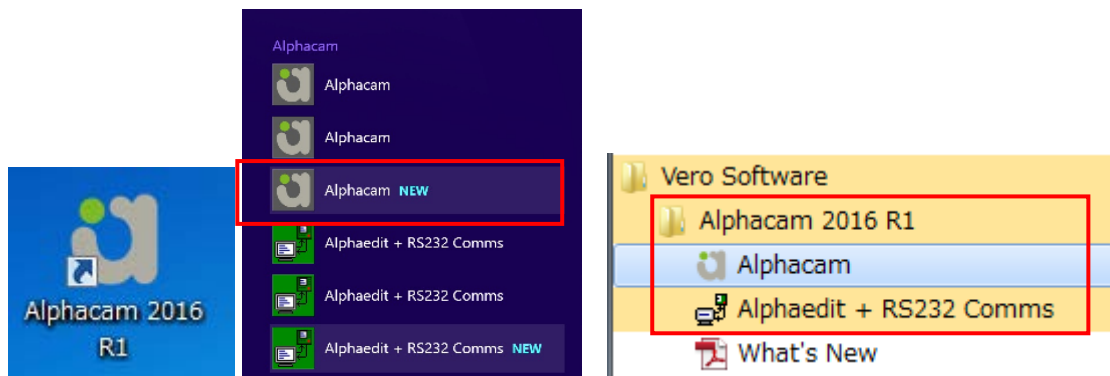 Alphacam 2016
R1
Alphacam
Alphacam
Alphacam
Alphacam NEW
Alphaedit + RS232 Comms
Alphaedit + RS232 Comms
Alphaedit + RS232 Comms NEW
Vero Software
Alphacam 2016 R1
Alphacam
Alphaedit + RS232 Comms
What's New